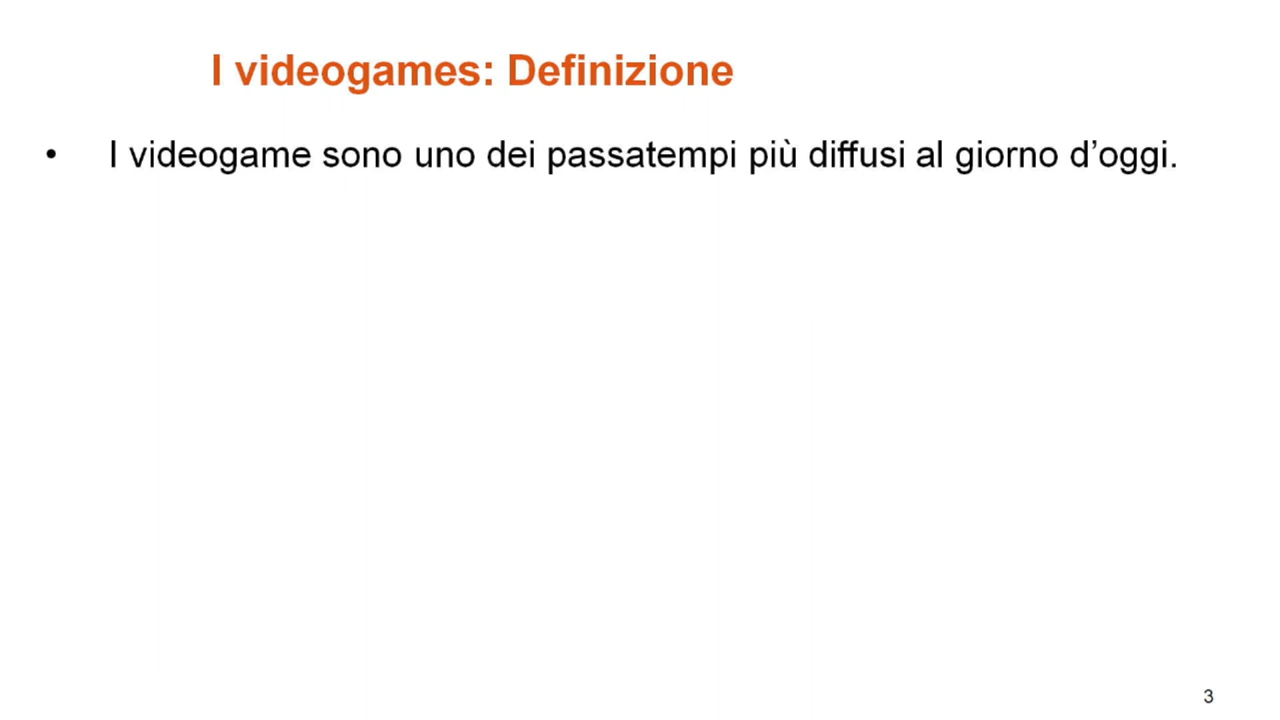 I videogames: Definizione
• I videogame sono uno dei passatempi più diffusi al giorno d’oggi.
3